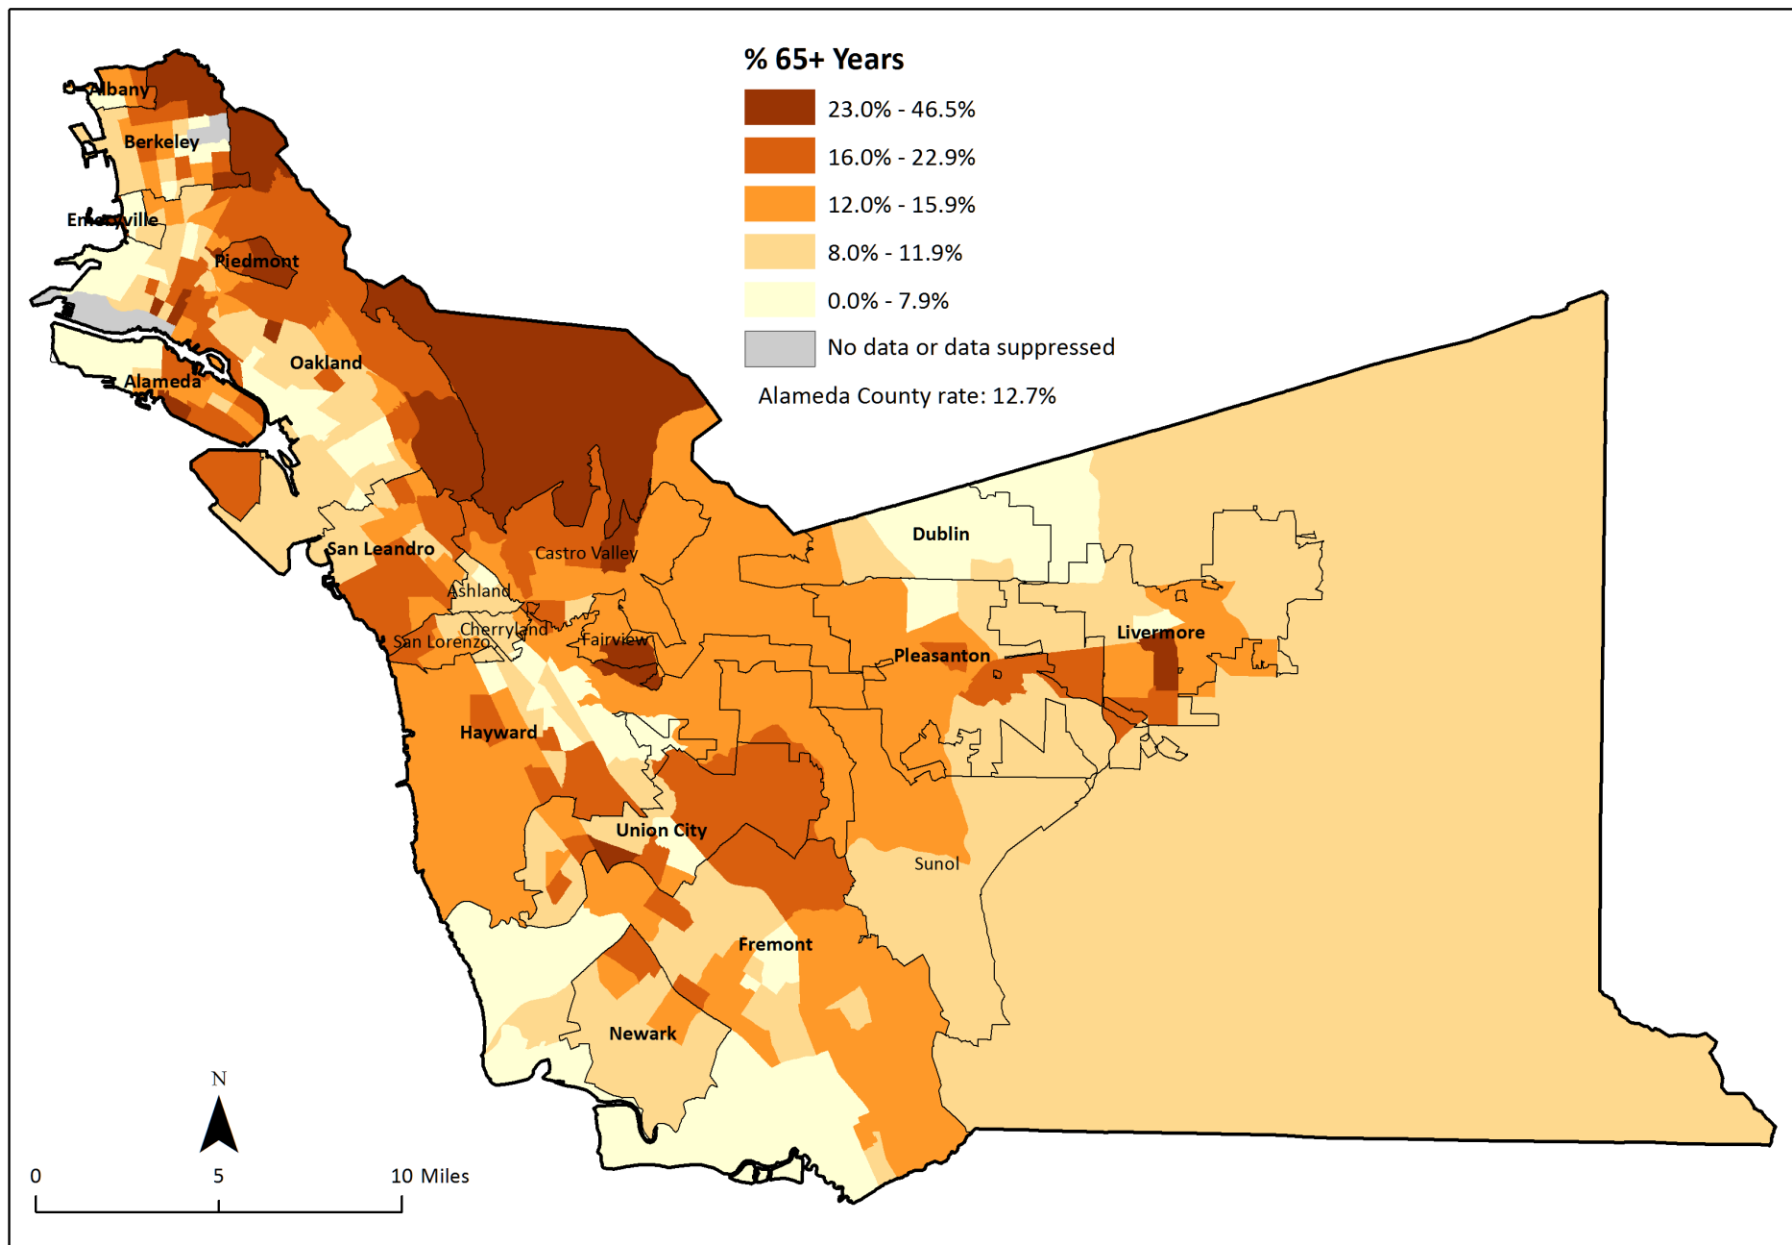 % 65+ Years
23.0% - 46.5%
16.0% - 22.9%
12.0% - 15.9%
8.0% - 11.9%
0.0% - 7.9%
No data or data suppressed
Alameda County rate: 12.7%
Albany
Berkeley
Emeryville
Piedmont
Oakland
Alameda
San Leandro
Castro Valley
Dublin
Ashland
Cherryland
San Lorenzo
Fairview
Livermore
Pleasanton
Hayward
Union City
Sunol
Fremont
Newark
N
0 5 10 Miles